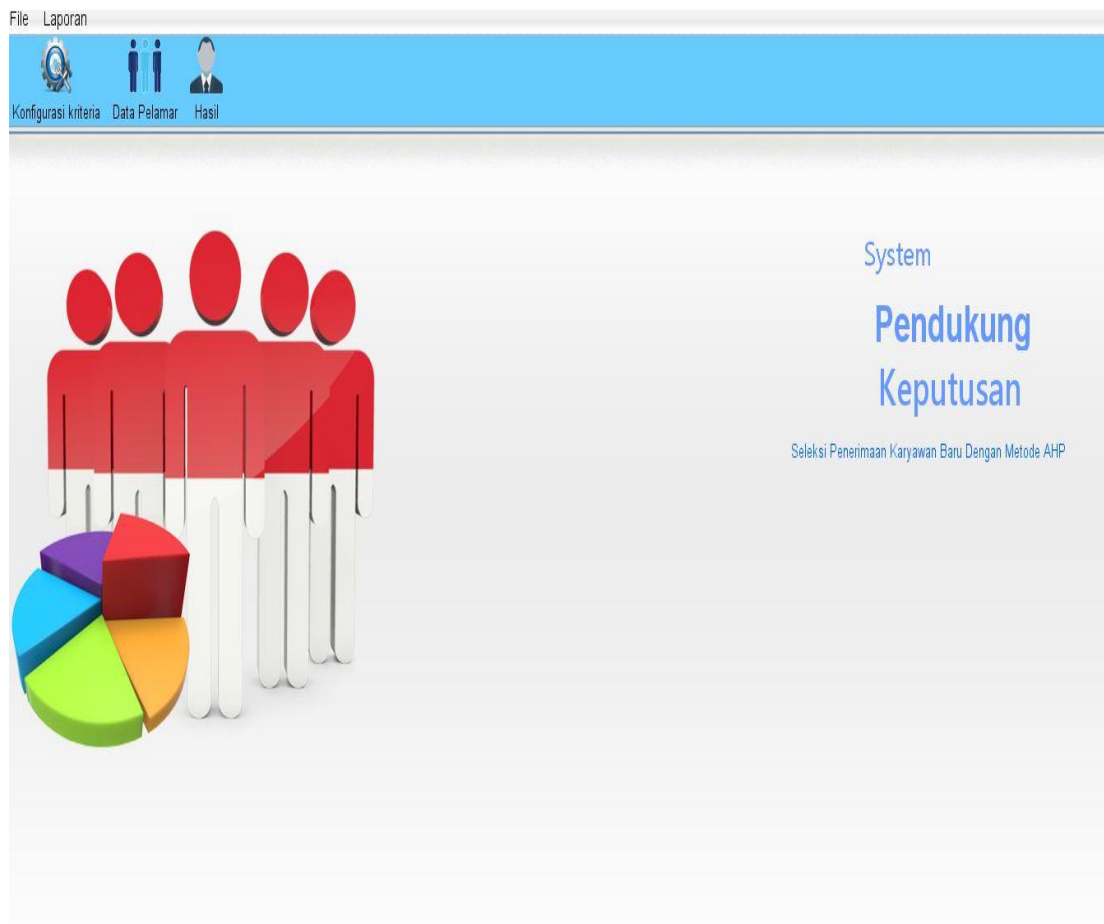 File Laporan
Konfigurasi kriteria Data Pelamar Hasil
System
Pendukung
Keputusan
Seleksi Penerimaan Karyawan Baru Dengan Metode AHP